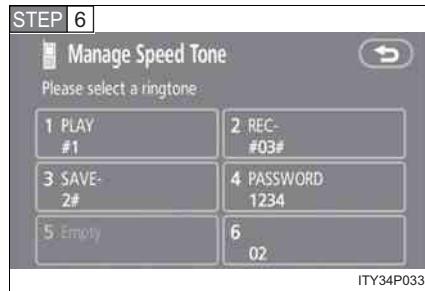 STEP 6
Manage Speed Tone
Please select a ringtone
1 PLAY
#1
2 REC-
#03#
3 SAVE-
2#
4 PASSWORD
1234
5 Empty
6
02
ITY34P033